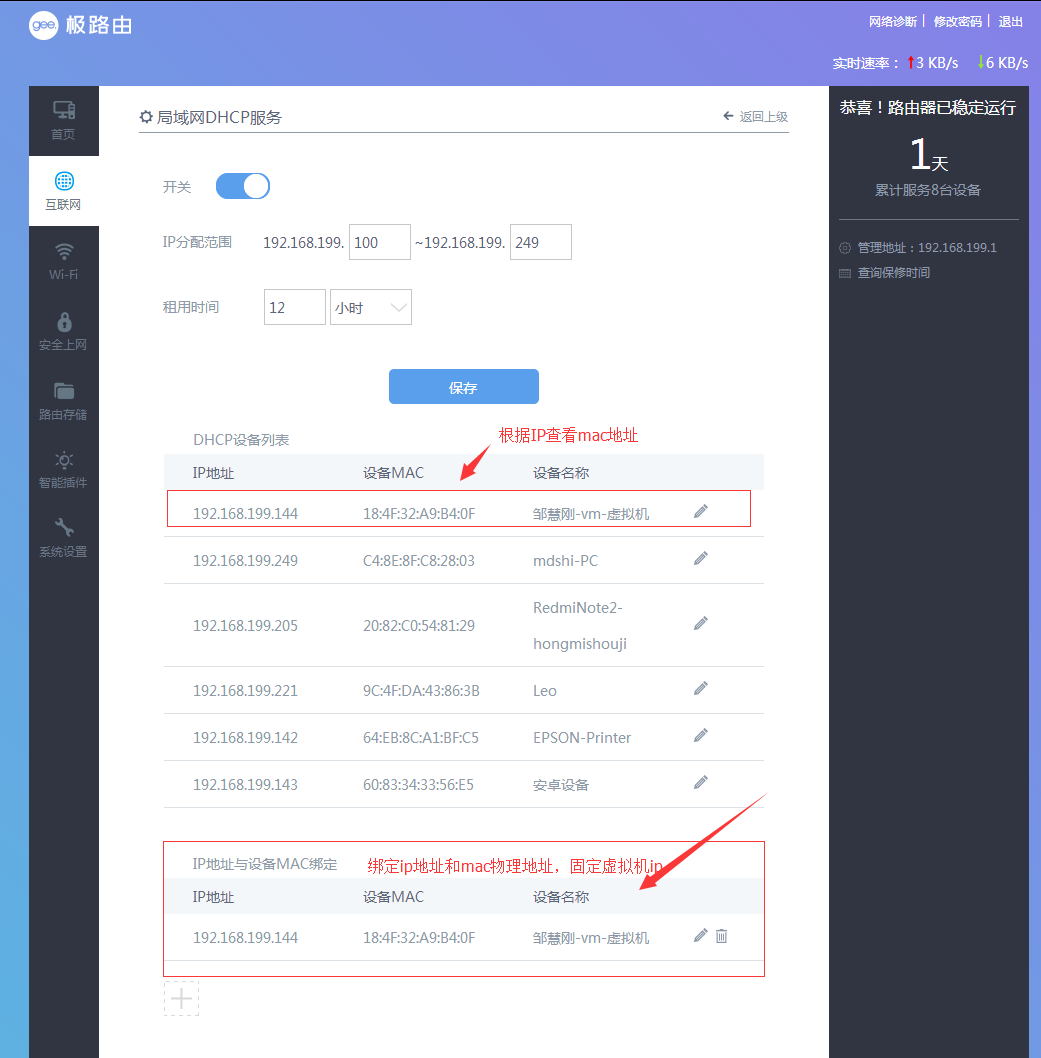 gee. 极路由
网络诊断 | 修改密码 | 退出
实时速率： 3 KB/s 6 KB/s
首页
互联网
Wi-Fi
安全上网
路由存储
智能插件
系统设置
局域网DHCP服务
返回上级
开关
IP分配范围 192.168.199. 100 ~192.168.199. 249
租用时间 12 小时
保存
根据IP查看mac地址
DHCP设备列表
IP地址 设备MAC 设备名称
192.168.199.144 18:4F:32:A9:B4:0F 邹慧刚-vm-虚拟机
192.168.199.249 C4:8E:8F:C8:28:03 mdshi-PC
192.168.199.205 20:82:C0:54:81:29 RedmiNote2-
hongmishouji
192.168.199.221 9C:4F:DA:43:86:3B Leo
192.168.199.142 64:EB:8C:A1:BF:C5 EPSON-Printer
192.168.199.143 60:83:34:33:56:E5 安卓设备
IP地址与设备MAC绑定
绑定ip地址和mac物理地址，固定虚拟机ip
IP地址 设备MAC 设备名称
192.168.199.144 18:4F:32:A9:B4:0F 邹慧刚-vm-虚拟机
恭喜！路由器已稳定运行
1天
累计服务8台设备
管理地址：192.168.199.1
查询保修时间